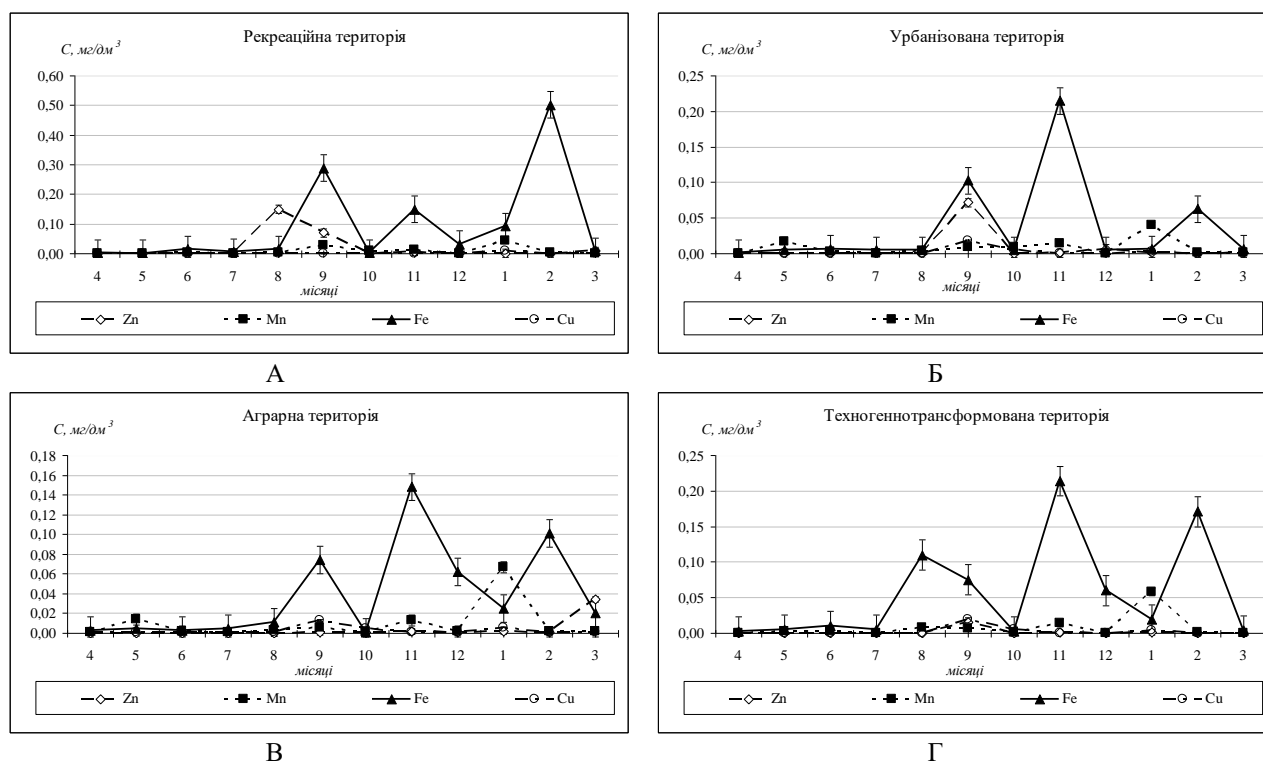 Рекреаційна територія
С, мг/дм³
0,60
0,50
0,40
0,30
0,20
0,10
0,00
4 5 6 7 8 9 10 11 12 1 2 3
місяці
Zn Mn Fe Cu
А
Урбанізована територія
С, мг/дм³
0,25
0,20
0,15
0,10
0,05
0,00
4 5 6 7 8 9 10 11 12 1 2 3
місяці
Zn Mn Fe Cu
Б
Аграрна територія
С, мг/дм³
0,18
0,16
0,14
0,12
0,10
0,08
0,06
0,04
0,02
0,00
4 5 6 7 8 9 10 11 12 1 2 3
місяці
Zn Mn Fe Cu
В
Техногеннотрансформована територія
С, мг/дм³
0,25
0,20
0,15
0,10
0,05
0,00
4 5 6 7 8 9 10 11 12 1 2 3
місяці
Zn Mn Fe Cu
Г